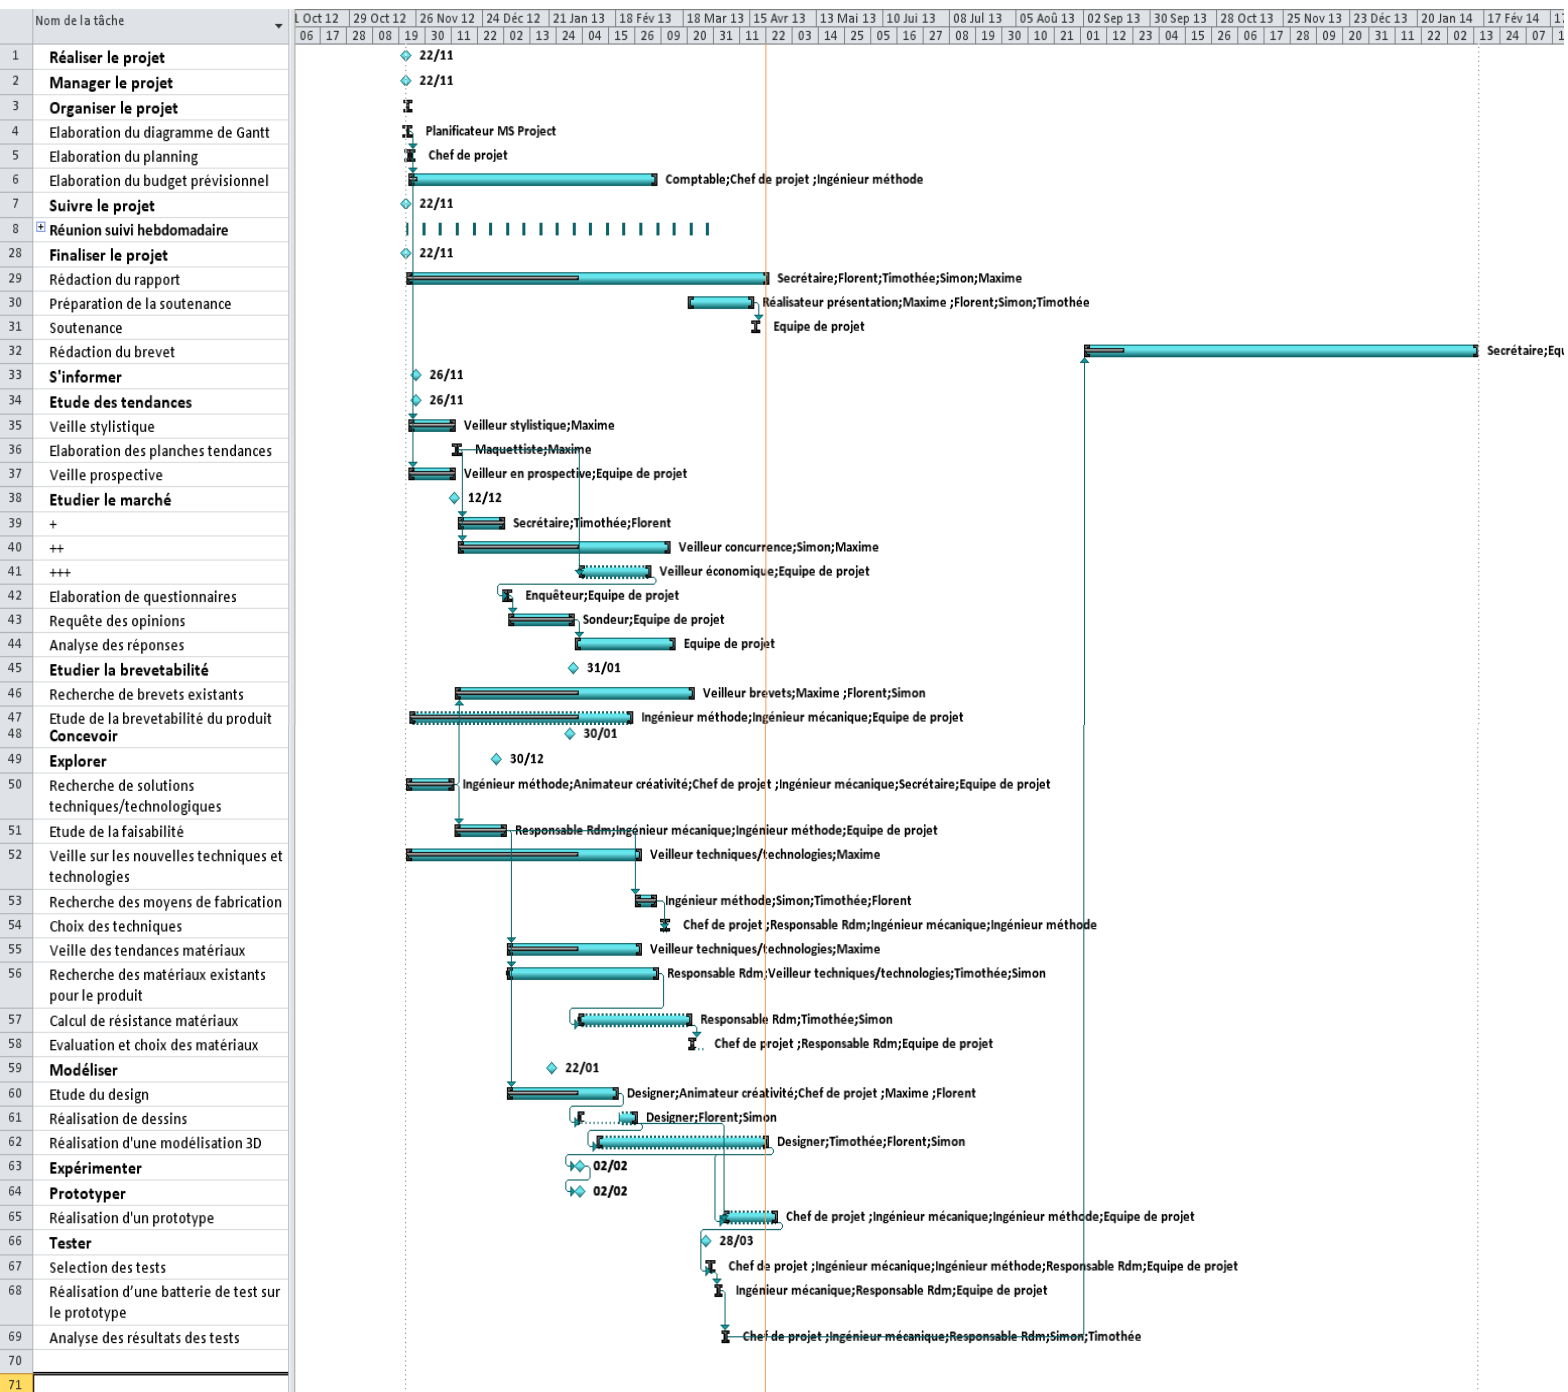 Nom de la tâche
1 Oct 12 29 Oct 12 26 Nov 12 24 Déc 12 21 Jan 13 18 Fév 13 18 Mar 13 15 Avr 13 13 Mai 13 10 Jui 13 08 Jul 13 05 Aoû 13 02 Sep 13 30 Sep 13 28 Oct 13 25 Nov 13 23 Déc 13 20 Jan 14 17 Fév 14
06 17 28 08 19 30 11 22 02 13 24 04 15 26 09 20 31 11 22 03 14 25 05 16 27 08 19 30 10 21 01 12 23 04 15 26 06 17 28 09 20 31 11 22 02 13 24 07
1 Réaliser le projet 22/11
2 Manager le projet 22/11
3 Organiser le projet
4 Elaboration du diagramme de Gantt Planificateur MS Project
5 Elaboration du planning Chef de projet
6 Elaboration du budget prévisionnel Comptable;Chef de projet ;Ingénieur méthode
7 Suivre le projet 22/11
8 Réunion suivi hebdomadaire
28 Finaliser le projet 22/11
29 Rédaction du rapport Secrétaire;Florent;Timothée;Simon;Maxime
30 Préparation de la soutenance Réalisateur présentation;Maxime ;Florent;Simon;Timothée
31 Soutenance Equipe de projet
32 Rédaction du brevet Secrétaire;Equ
33 S'informer 26/11
34 Etude des tendances 26/11
35 Veille stylistique Veilleur stylistique;Maxime
36 Elaboration des planches tendances Maquettiste;Maxime
37 Veille prospective Veilleur en prospective;Equipe de projet
38 Etudier le marché 12/12
39 + Secrétaire;Timothée;Florent
40 ++ Veilleur concurrence;Simon;Maxime
41 +++ Veilleur économique;Equipe de projet
42 Elaboration de questionnaires Enquêteur;Equipe de projet
43 Requête des opinions Sondeur;Equipe de projet
44 Analyse des réponses Equipe de projet
45 Etudier la brevetabilité 31/01
46 Recherche de brevets existants Veilleur brevets;Maxime ;Florent;Simon
47 Etude de la brevetabilité du produit Ingénieur méthode;Ingénieur mécanique;Equipe de projet
48 Concevoir 30/01
49 Explorer 30/12
50 Recherche de solutions Ingénieur méthode;Animateur créativité;Chef de projet ;Ingénieur mécanique;Secrétaire;Equipe de projet
techniques/technologiques
51 Etude de la faisabilité Responsable Rdm;Ingénieur mécanique;Ingénieur méthode;Equipe de projet
52 Veille sur les nouvelles techniques et Veilleur techniques/technologies;Maxime
technologies
53 Recherche des moyens de fabrication Ingénieur méthode;Simon;Timothée;Florent
54 Choix des techniques Chef de projet ;Responsable Rdm;Ingénieur mécanique;Ingénieur méthode
55 Veille des tendances matériaux Veilleur techniques/technologies;Maxime
56 Recherche des matériaux existants Responsable Rdm;Veilleur techniques/technologies;Timothée;Simon
pour le produit
57 Calcul de résistance matériaux Responsable Rdm;Timothée;Simon
58 Evaluation et choix des matériaux Chef de projet ;Responsable Rdm;Equipe de projet
59 Modéliser 22/01
60 Etude du design Designer;Animateur créativité;Chef de projet ;Maxime ;Florent
61 Réalisation de dessins Designer;Florent;Simon
62 Réalisation d'une modélisation 3D Designer;Timothée;Florent;Simon
63 Expérimenter 02/02
64 Prototyper 02/02
65 Réalisation d'un prototype Chef de projet ;Ingénieur mécanique;Ingénieur méthode;Equipe de projet
66 Tester 28/03
67 Selection des tests Chef de projet ;Ingénieur mécanique;Ingénieur méthode;Responsable Rdm;Equipe de projet
68 Réalisation d’une batterie de test sur Ingénieur mécanique;Responsable Rdm;Equipe de projet
le prototype
69 Analyse des résultats des tests Chef de projet ;Ingénieur mécanique;Responsable Rdm;Simon;Timothée
70
71